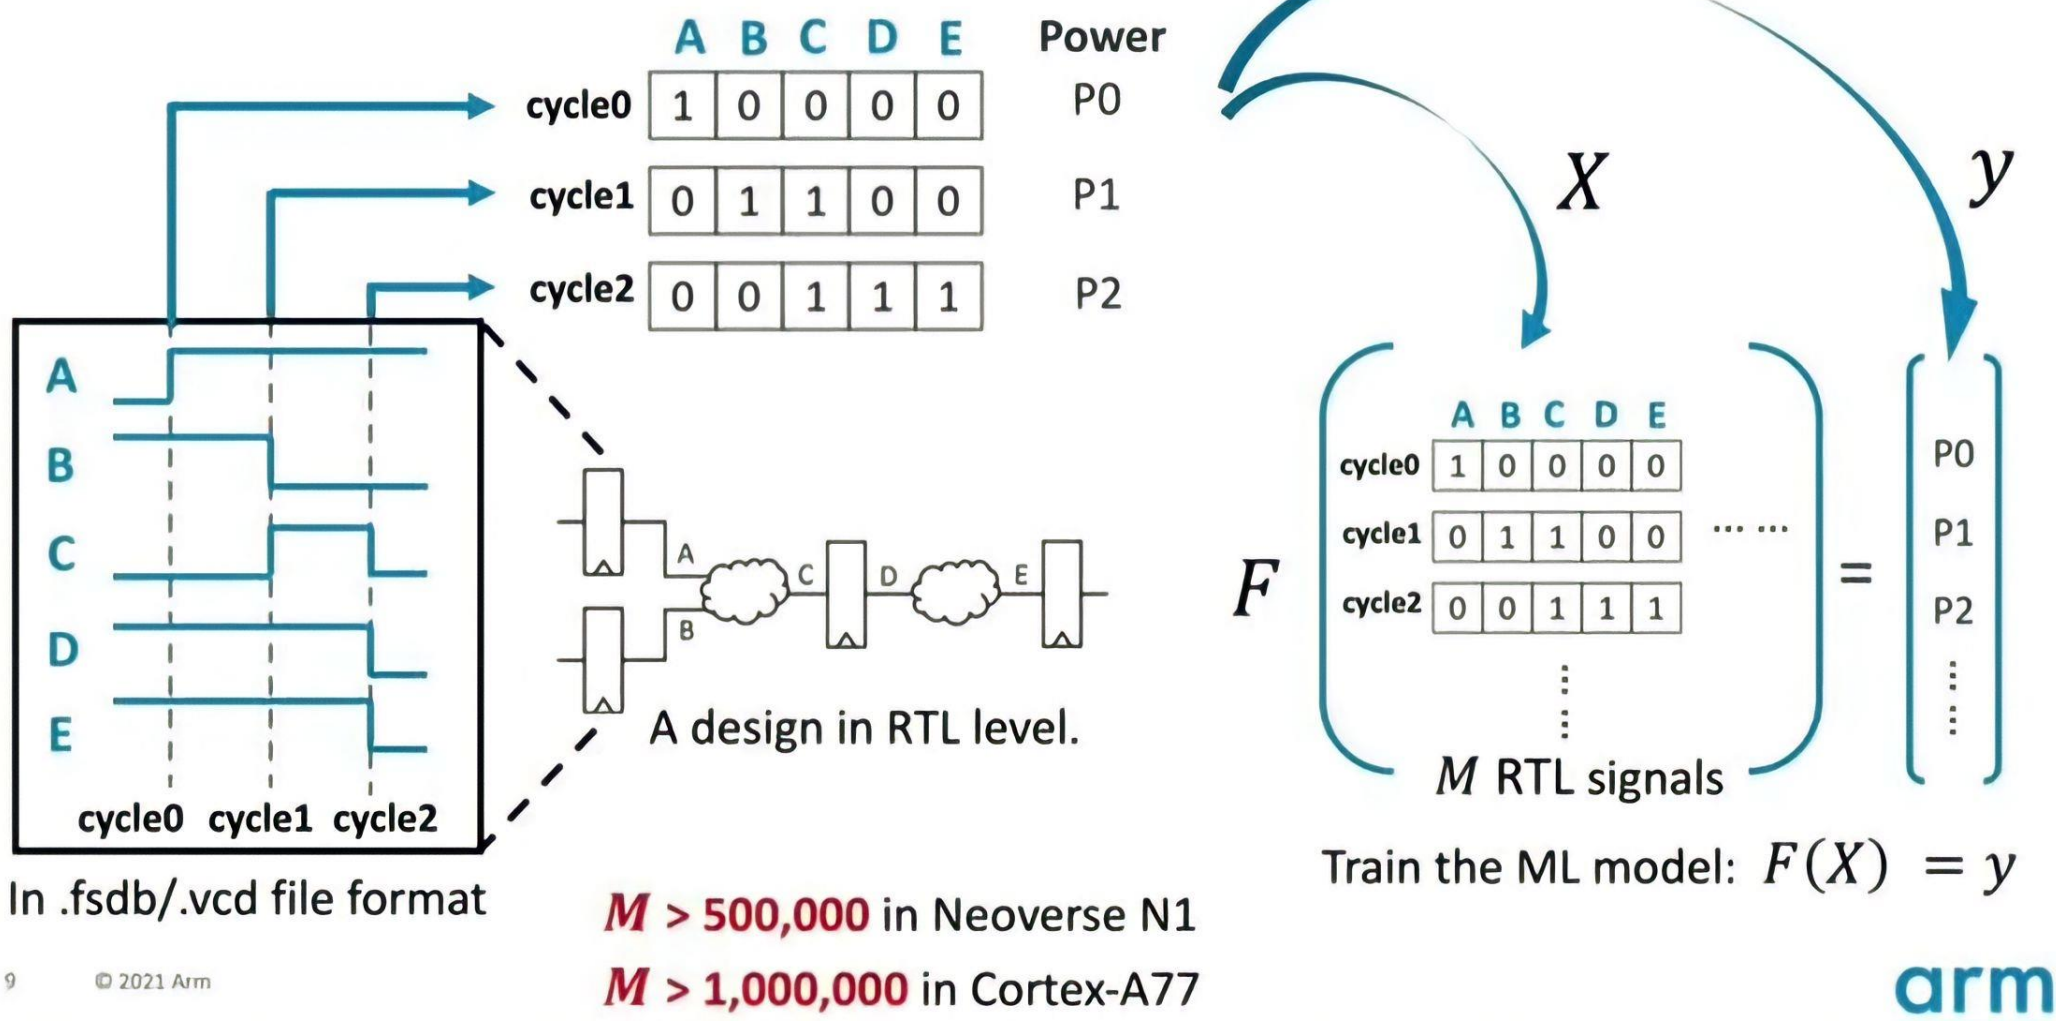 A B C D E Power
cycle0 1 0 0 0 0 P0
cycle1 0 1 1 0 0 P1
cycle2 0 0 1 1 1 P2
A
B
C
D
E
cycle0 cycle1 cycle2
In .fsdb/.vcd file format
A
B
C
D
E
A design in RTL level.
M > 500,000 in Neoverse N1
M > 1,000,000 in Cortex-A77
X
y
F
A B C D E
cycle0 1 0 0 0 0
cycle1 0 1 1 0 0 ... ...
cycle2 0 0 1 1 1
⋮
⋮
M RTL signals
=
P0
P1
P2
⋮
⋮
Train the ML model: F(X) = y
9 © 2021 Arm
arm